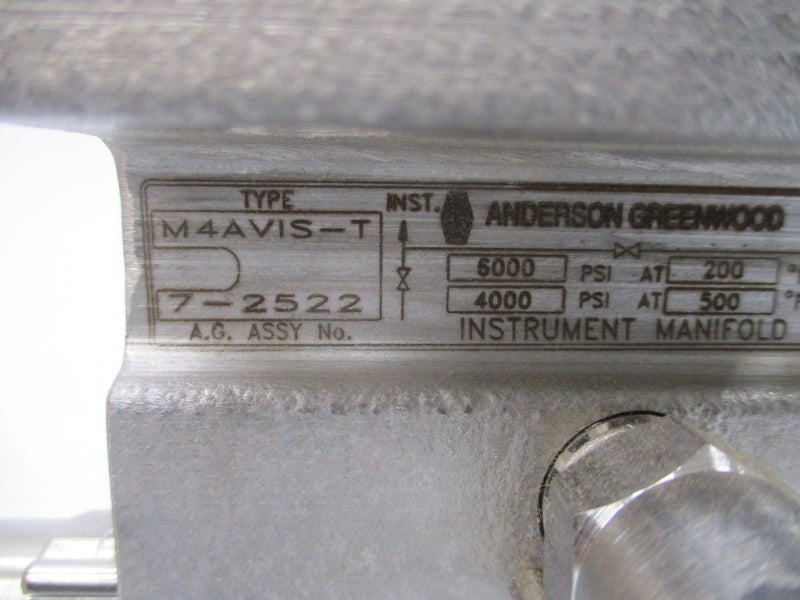 TYPE
M4AVIS-T
7-2522
A.G. ASSY No.
INST.
ANDERSON GREENWOOD
6000 PSI AT 200 °F
4000 PSI AT 500 °F
INSTRUMENT MANIFOLD